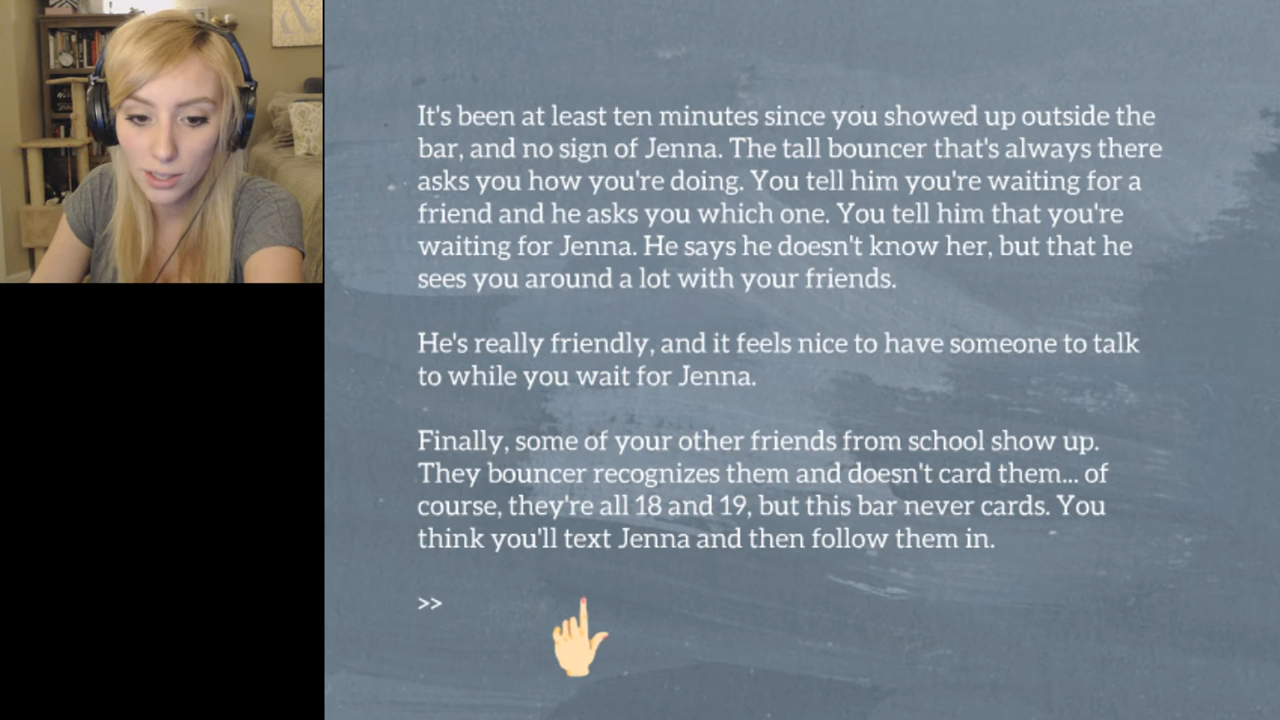 It's been at least ten minutes since you showed up outside the
bar, and no sign of Jenna. The tall bouncer that's always there
asks you how you're doing. You tell him you're waiting for a
friend and he asks you which one. You tell him that you're
waiting for Jenna. He says he doesn't know her, but that he
sees you around a lot with your friends.
He's really friendly, and it feels nice to have someone to talk
to while you wait for Jenna.
Finally, some of your other friends from school show up.
They bouncer recognizes them and doesn't card them... of
course, they're all 18 and 19, but this bar never cards. You
think you'll text Jenna and then follow them in.
>>
&